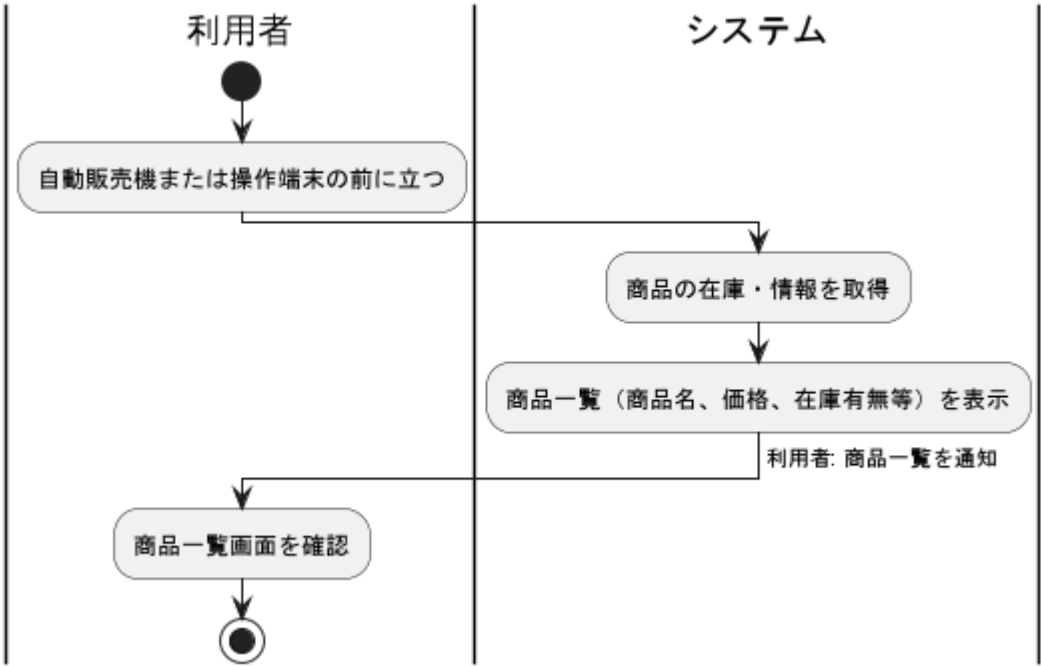 利用者
システム
自動販売機または操作端末の前に立つ
商品の在庫・情報を取得
商品一覧（商品名、価格、在庫有無等）を表示
利用者: 商品一覧を通知
商品一覧画面を確認